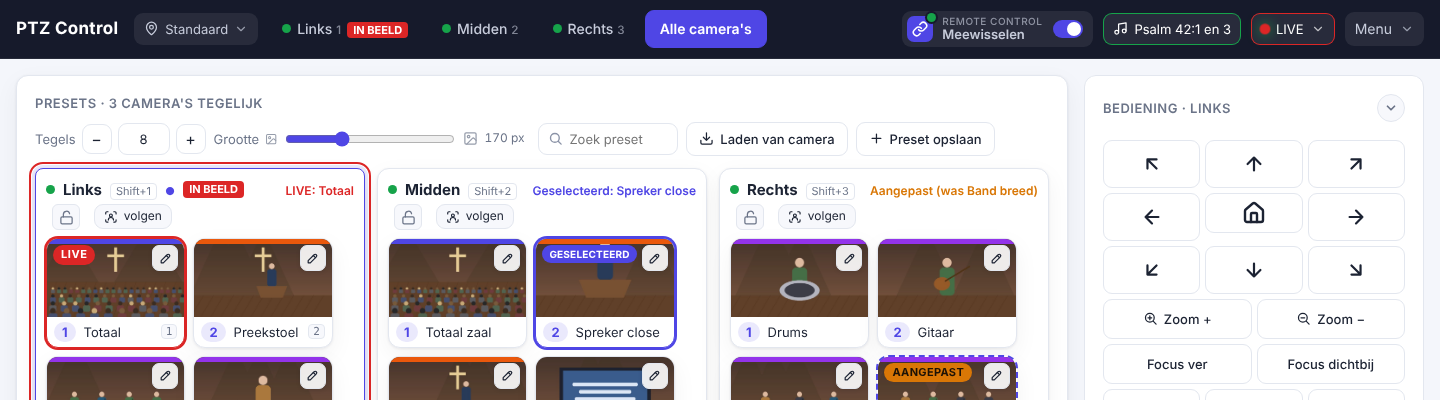 PTZ Control
Standaard
Links 1 IN BEELD
Midden 2
Rechts 3
Alle camera's
REMOTE CONTROL
Meewisselen
Psalm 42:1 en 3
LIVE
Menu
PRESETS · 3 CAMERA'S TEGELIJK
Tegels − 8 + Grootte 170 px
Zoek preset
Laden van camera
+ Preset opslaan
Links Shift+1 IN BEELD LIVE: Totaal
volgen
LIVE
1 Totaal 1
2 Preekstoel 2
Midden Shift+2 Geselecteerd: Spreker close
volgen
GESELECTEERD
1 Totaal zaal
2 Spreker close
Rechts Shift+3 Aangepast (was Band breed)
volgen
1 Drums
2 Gitaar
AANGEPAST
BEDIENING · LINKS
Zoom +
Zoom −
Focus ver
Focus dichtbij